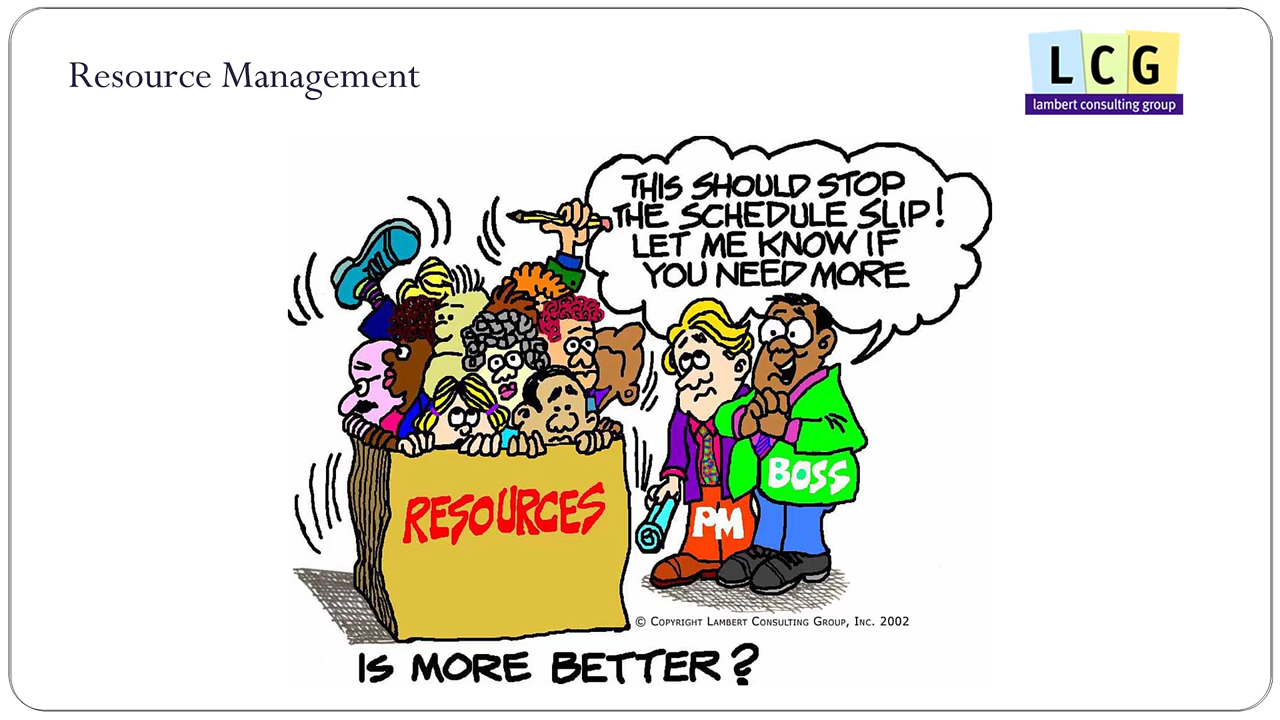 Resource Management
L C G
lambert consulting group
THIS SHOULD STOP
THE SCHEDULE SLIP!
LET ME KNOW IF
YOU NEED MORE
RESOURCES
PM
BOSS
© COPYRIGHT LAMBERT CONSULTING GROUP, INC. 2002
IS MORE BETTER?